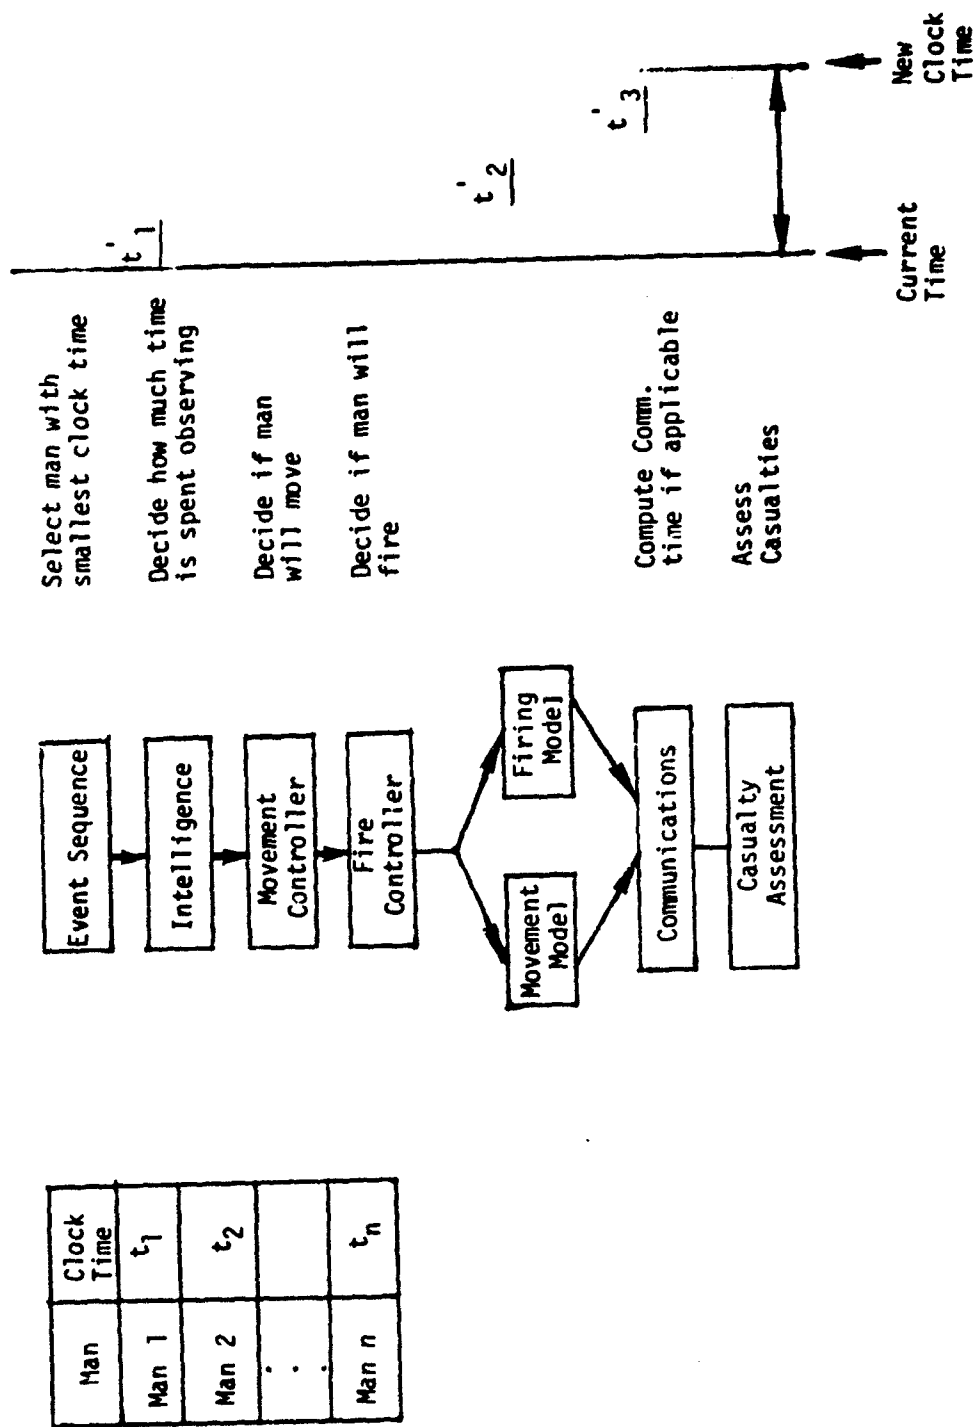 Man
Clock
Time
Man 1
t1
Man 2
t2
.
.
.
Man n
tn
Event Sequence
Intelligence
Movement
Controller
Fire
Controller
Movement
Model
Firing
Model
Communications
Casualty
Assessment
Select man with
smallest clock time
Decide how much time
is spent observing
Decide if man
will move
Decide if man will
fire
Compute Comm.
time if applicable
Assess
Casualties
t'1
t'2
t'3
Current
Time
New
Clock
Time